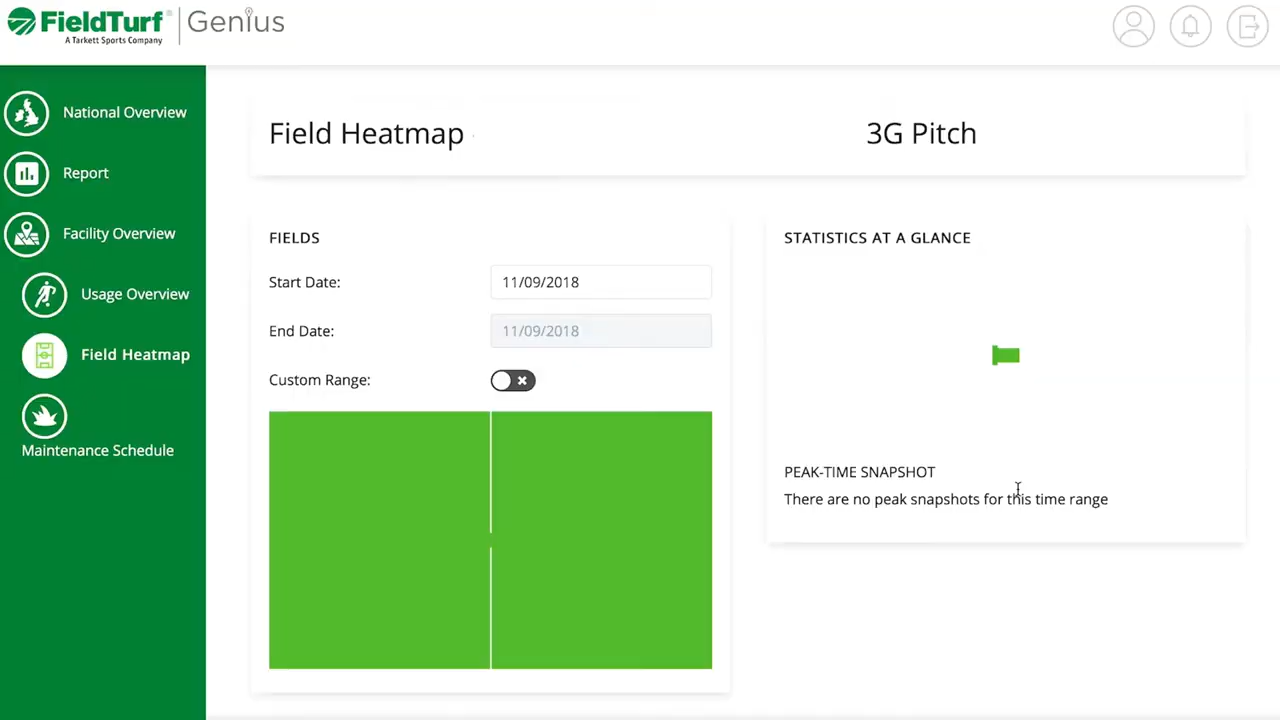 FieldTurf® | Genius
A Tarkett Sports Company
National Overview
Report
Facility Overview
Usage Overview
Field Heatmap
Maintenance Schedule
Field Heatmap
3G Pitch
FIELDS
Start Date: 11/09/2018
End Date: 11/09/2018
Custom Range:
STATISTICS AT A GLANCE
PEAK-TIME SNAPSHOT
There are no peak snapshots for this time range